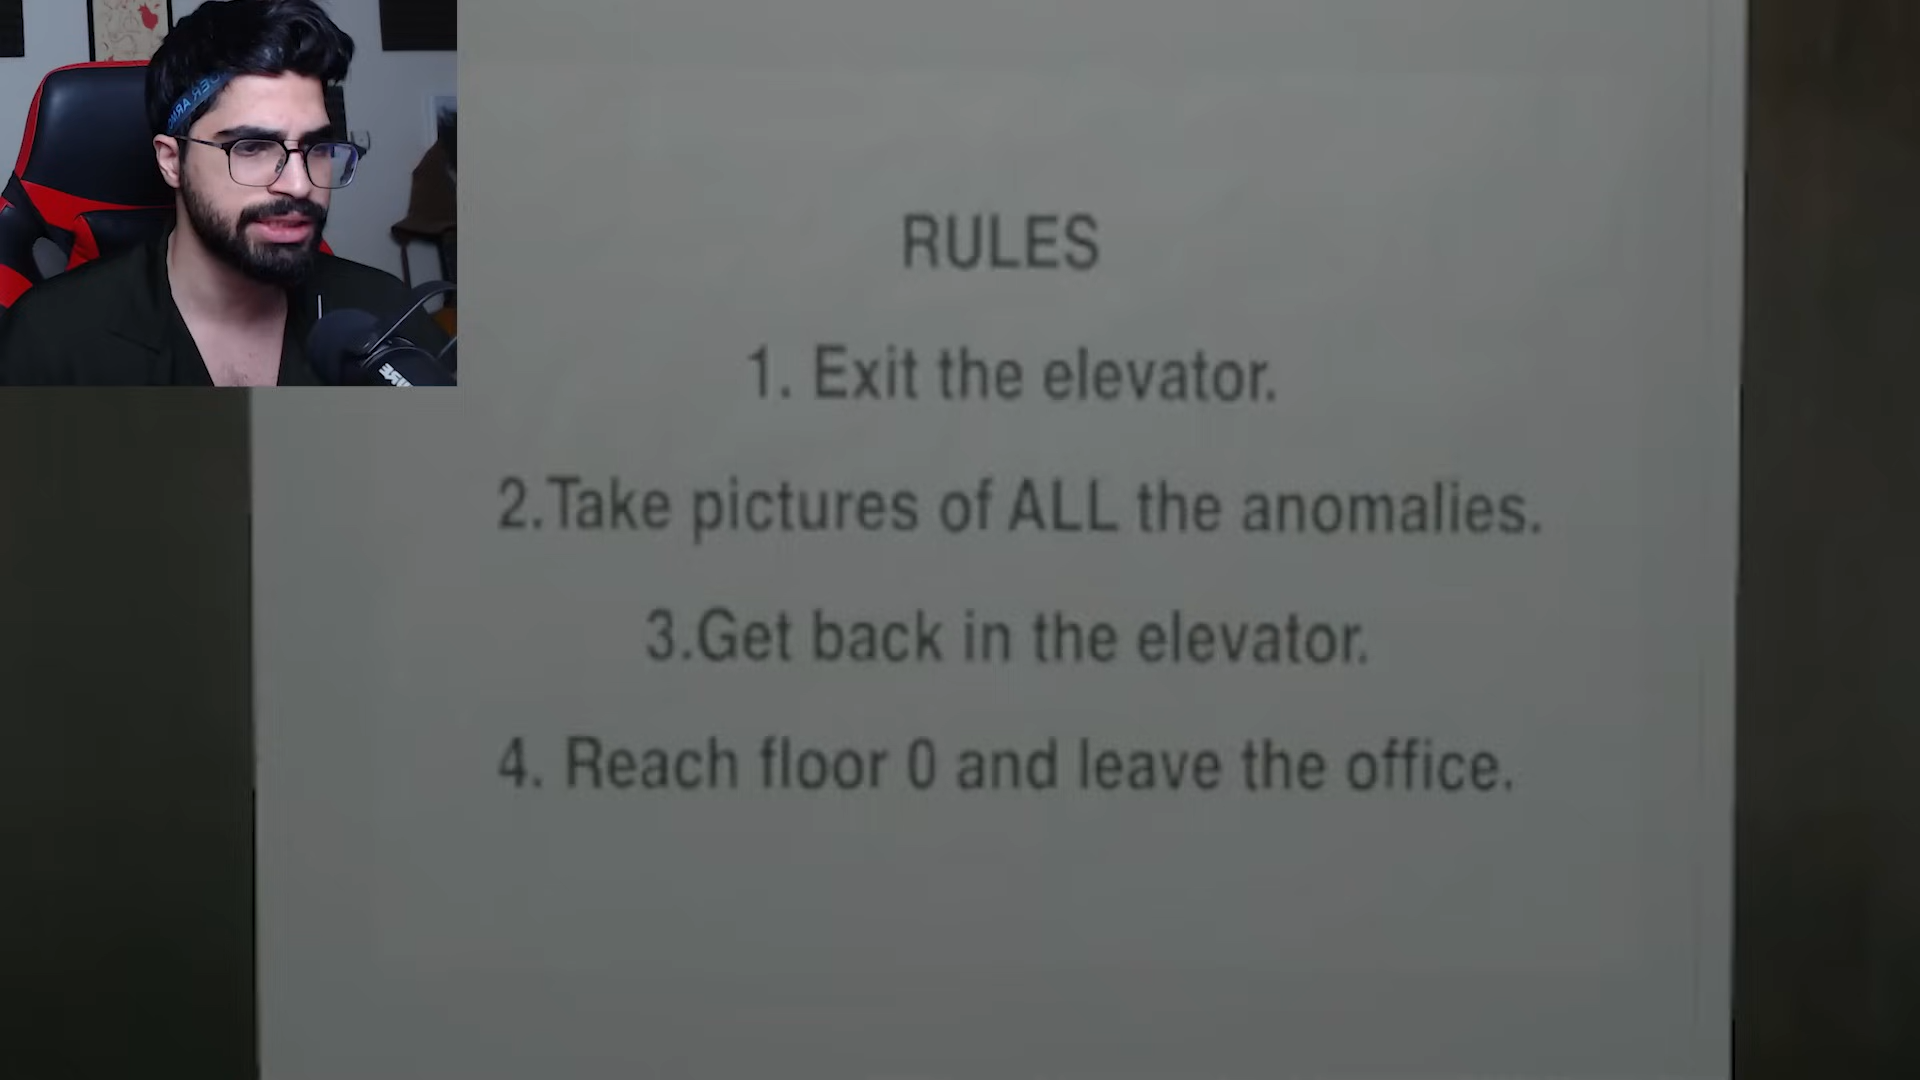 RULES
1. Exit the elevator.
2.Take pictures of ALL the anomalies.
3.Get back in the elevator.
4. Reach floor 0 and leave the office.